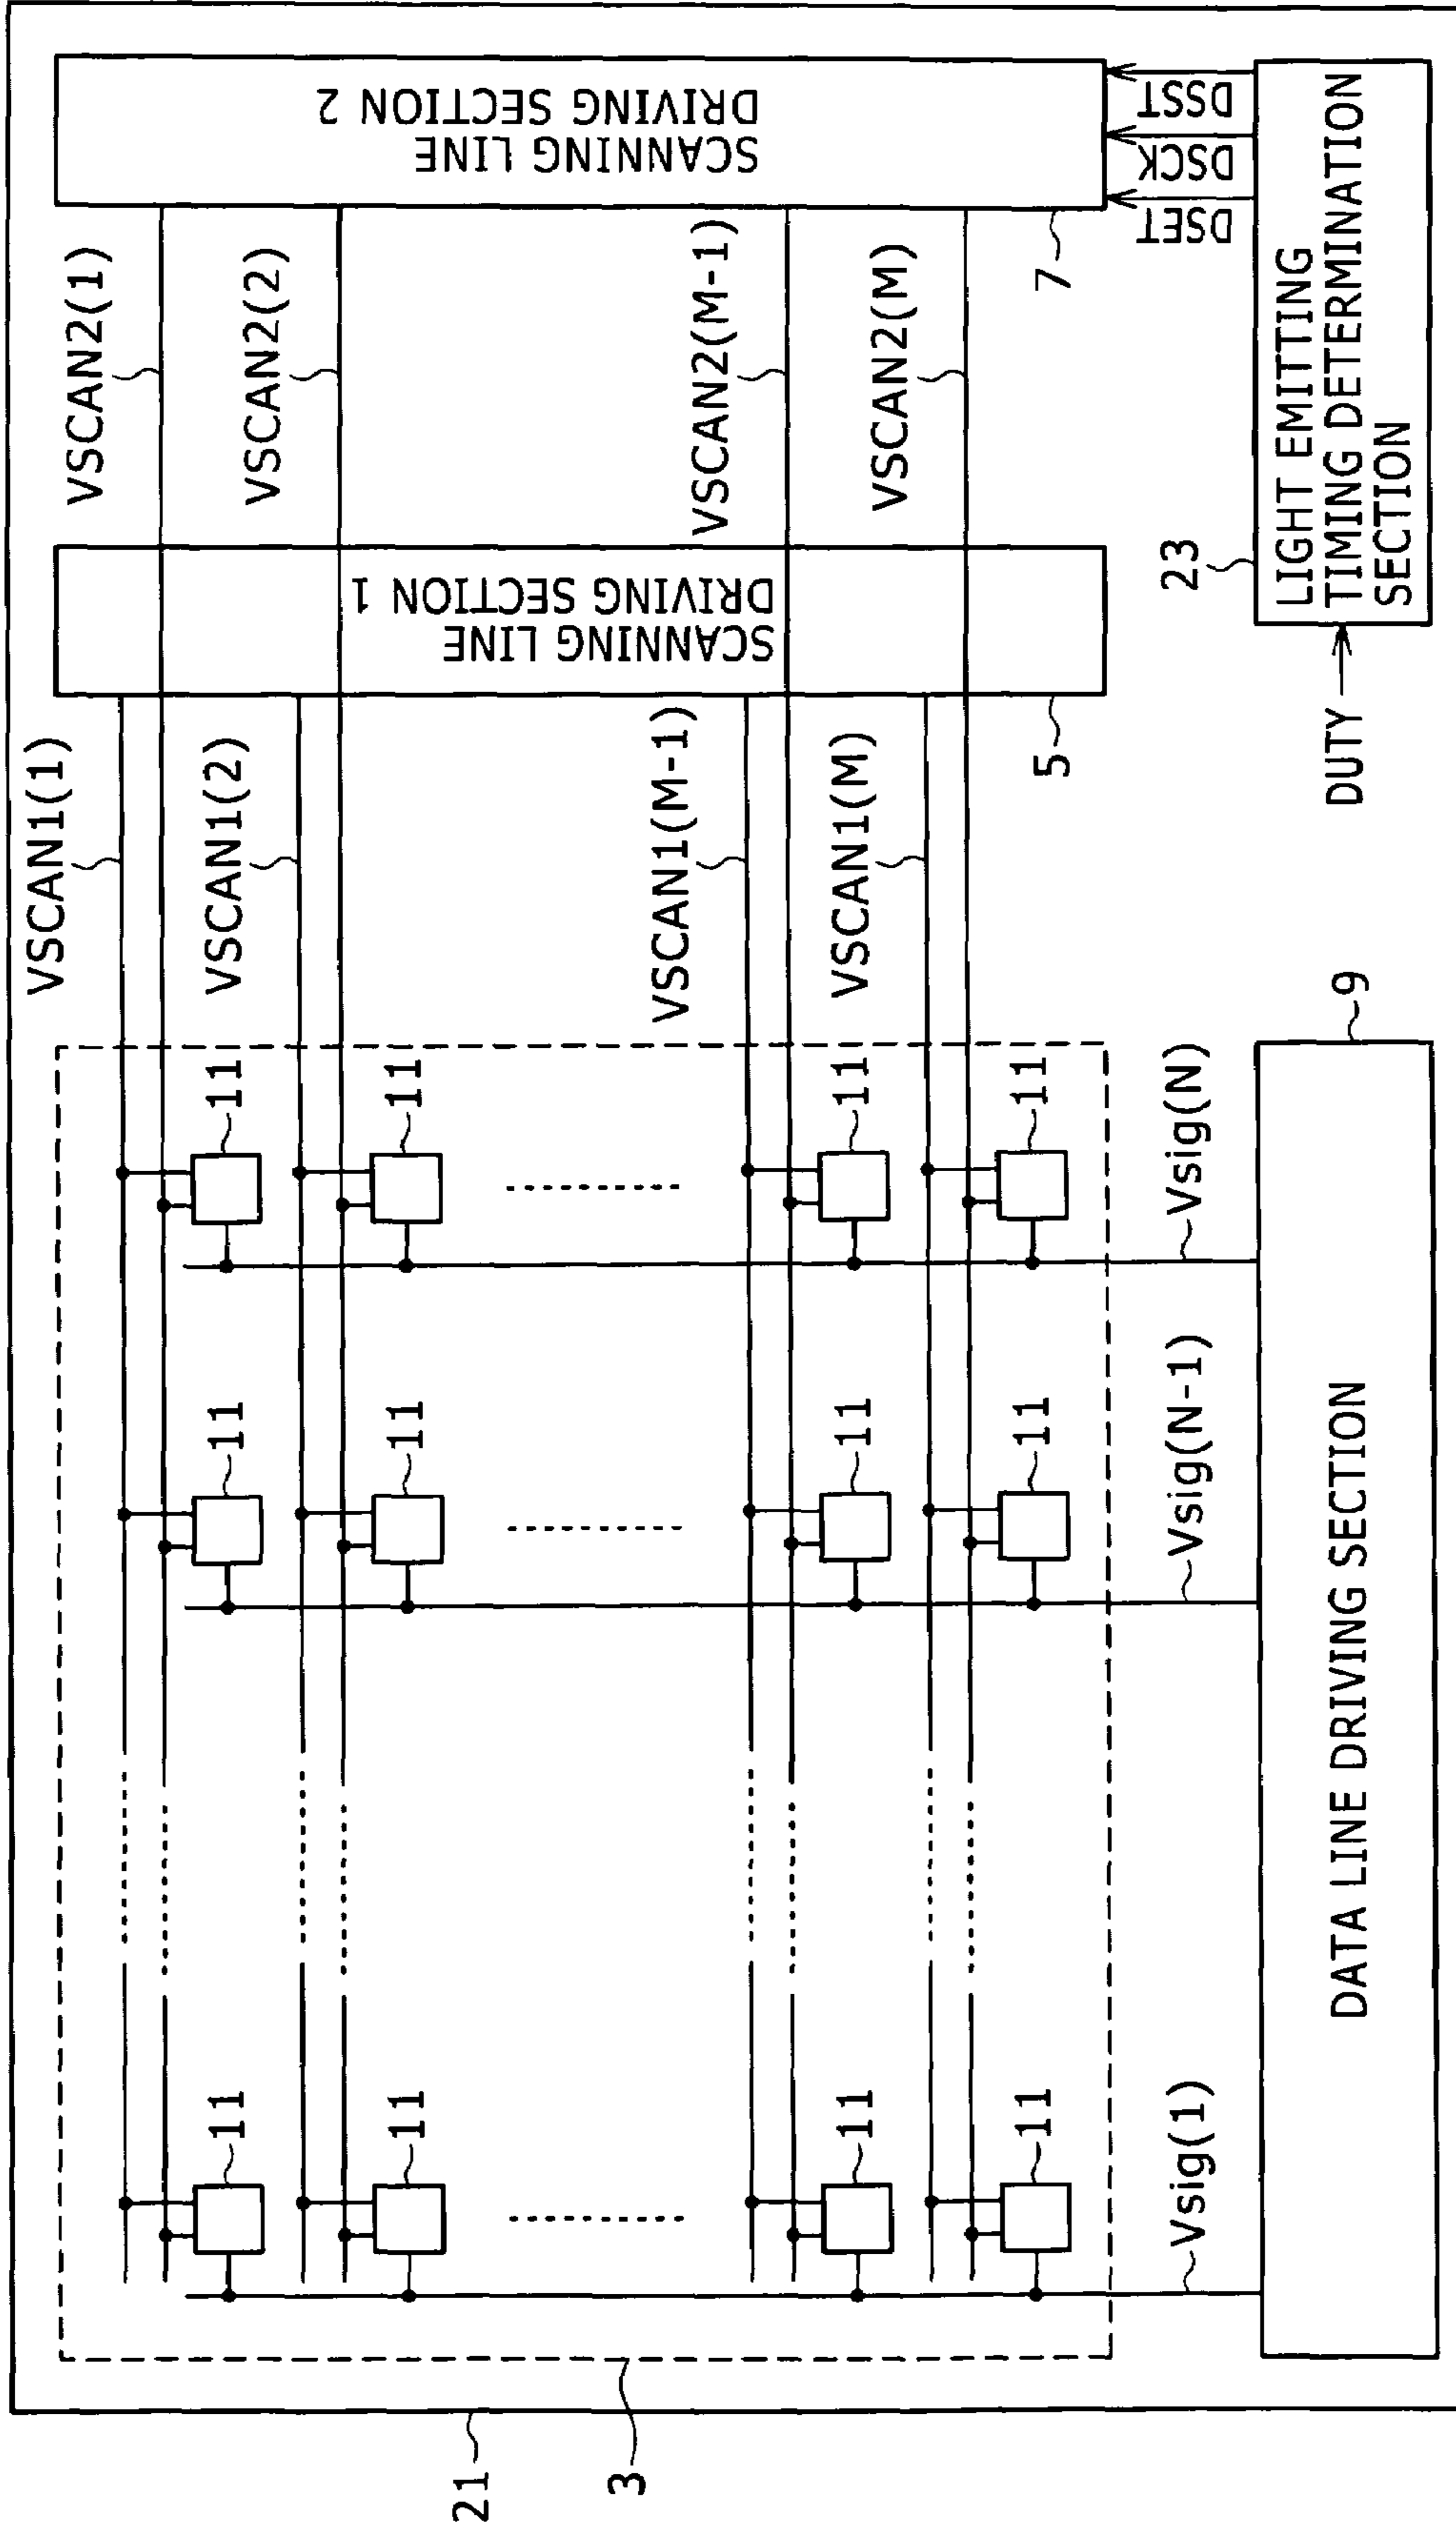 21
3
VSCAN1(1)
VSCAN2(1)
VSCAN1(2)
VSCAN2(2)
VSCAN1(M-1)
VSCAN2(M-1)
VSCAN1(M)
VSCAN2(M)
SCANNING LINE
DRIVING SECTION 1
5
SCANNING LINE
DRIVING SECTION 2
7
11
11
11
11
11
11
11
11
11
11
11
11
Vsig(1)
Vsig(N-1)
Vsig(N)
DATA LINE DRIVING SECTION
9
DUTY
23
LIGHT EMITTING
TIMING DETERMINATION
SECTION
DSET
DSCK
DSST